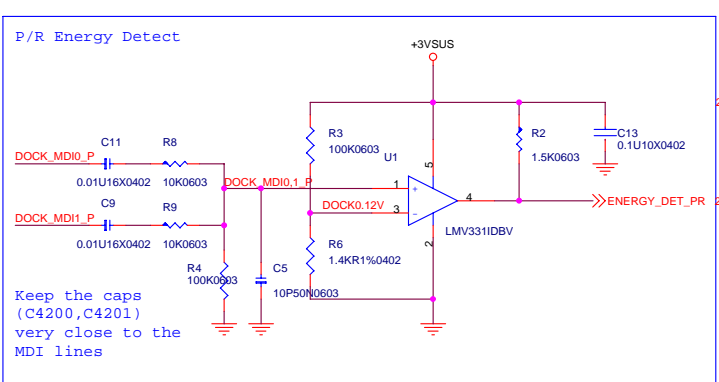 P/R Energy Detect
+3VSUS
C11
R8
DOCK_MDI0_P
0.01U16X0402
10K0603
R3
100K0603
U1
5
R2
1.5K0603
C13
0.1U10X0402
DOCK_MDI0,1_P
1
+
4
ENERGY_DET_PR
C9
R9
DOCK_MDI1_P
0.01U16X0402
10K0603
DOCK0.12V
3
-
2
LMV331IDBV
R6
1.4KR1%0402
R4
100K0603
C5
10P50N0603
Keep the caps
(C4200,C4201)
very close to the
MDI lines